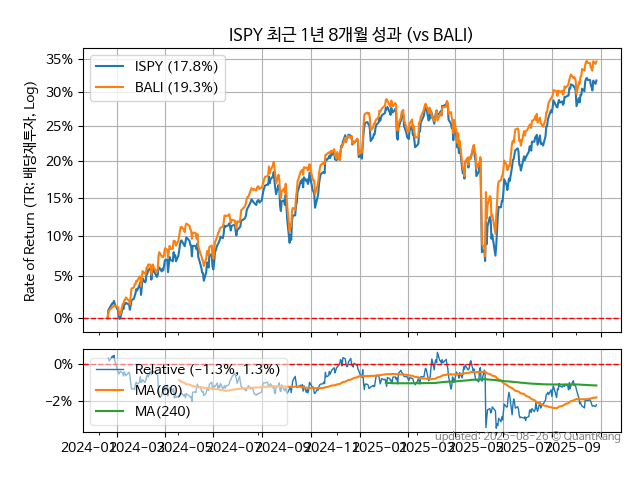 ISPY 최근 1년 8개월 성과 (vs BALI)
Rate of Return (TR: 배당재투자, Log)
35%
30%
25%
20%
15%
10%
5%
0%
ISPY (17.8%)
BALI (19.3%)
0%
−2%
Relative (−1.3%, 1.3%)
MA(60)
MA(240)
2024-01
2024-03
2024-05
2024-07
2024-09
2024-11
2025-01
2025-03
2025-05
2025-07
2025-09
updated: 2025-08-26 © QuantKang